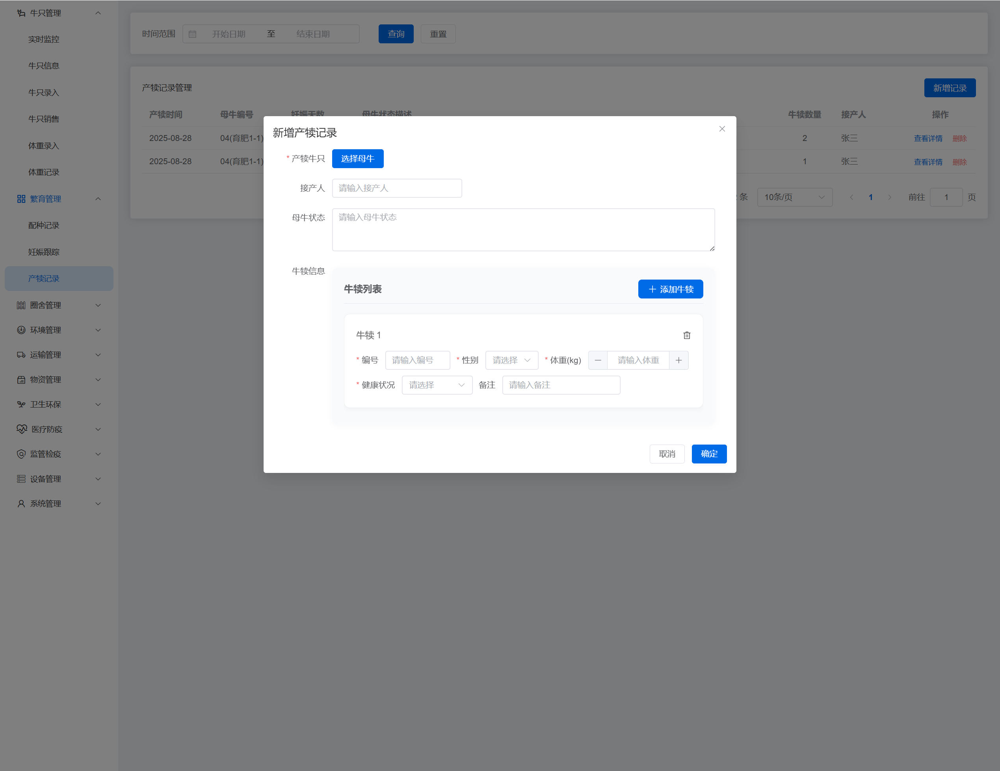 牛只管理
实时监控
牛只信息
牛只录入
牛只销售
体重录入
体重记录
繁育管理
配种记录
妊娠跟踪
产犊记录
圈舍管理
环境管理
运输管理
物资管理
卫生环保
医疗防疫
监管检疫
设备管理
系统管理
时间范围 开始日期 至 结束日期 查询 重置
产犊记录管理 新增记录
产犊时间 母牛编号 妊娠天数 母牛状态描述 牛犊数量 接产人 操作
2025-08-28 04(育肥1-1) 2 张三 查看详情 删除
2025-08-28 04(育肥1-1) 1 张三 查看详情 删除
条 10条/页 1 前往 1 页
新增产犊记录
* 产犊牛只 选择母牛
接产人 请输入接产人
母牛状态 请输入母牛状态
牛犊信息
牛犊列表 添加牛犊
牛犊 1
* 编号 请输入编号 * 性别 请选择 * 体重(kg) 请输入体重
* 健康状况 请选择 备注 请输入备注
取消 确定